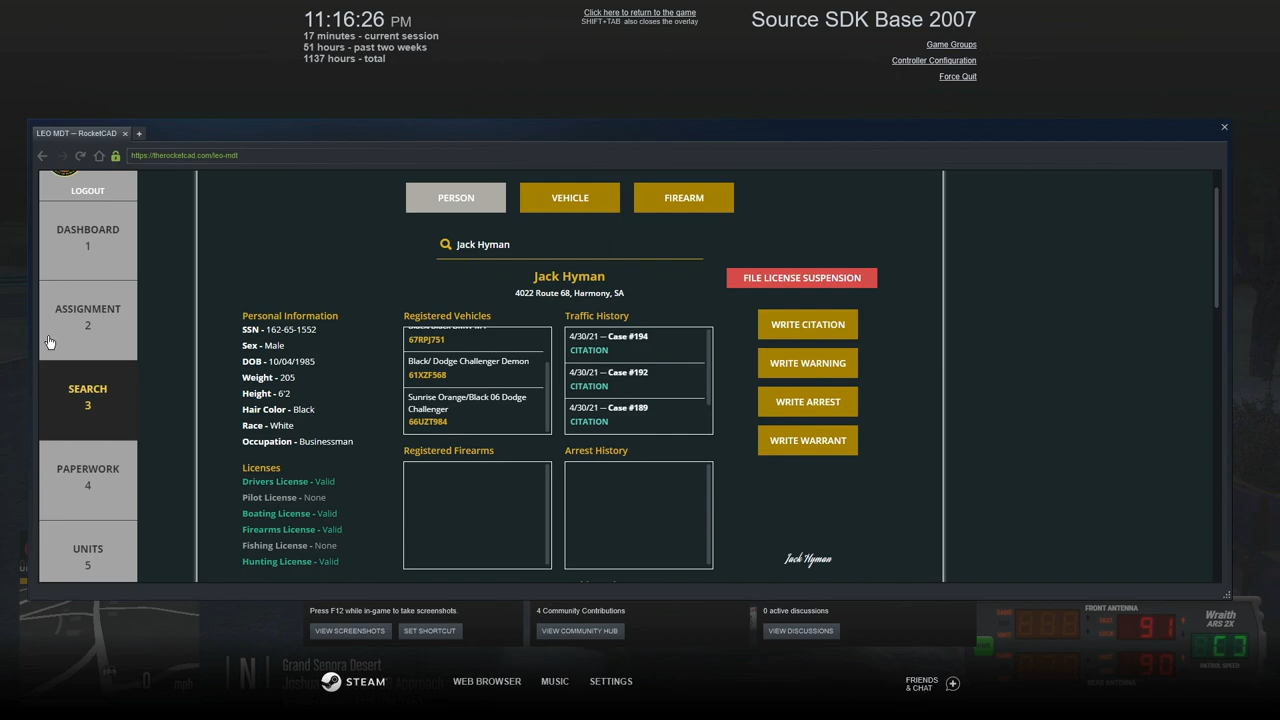 11:16:26 PM
17 minutes - current session
51 hours - past two weeks
1137 hours - total
Click here to return to the game
SHIFT+TAB also closes the overlay
Source SDK Base 2007
Game Groups
Controller Configuration
Force Quit
LEO MDT — RocketCAD
https://therocketcad.com/leo-mdt
LOGOUT
DASHBOARD
1
ASSIGNMENT
2
SEARCH
3
PAPERWORK
4
UNITS
5
PERSON
VEHICLE
FIREARM
Jack Hyman
Jack Hyman
4022 Route 68, Harmony, SA
FILE LICENSE SUSPENSION
Personal Information
SSN - 162-65-1552
Sex - Male
DOB - 10/04/1985
Weight - 205
Height - 6'2
Hair Color - Black
Race - White
Occupation - Businessman
Licenses
Drivers License - Valid
Pilot License - None
Boating License - Valid
Firearms License - Valid
Fishing License - None
Hunting License - Valid
Registered Vehicles
67RPJ751
Black/ Dodge Challenger Demon
61XZF568
Sunrise Orange/Black 06 Dodge
Challenger
66UZT984
Traffic History
4/30/21 — Case #194
CITATION
4/30/21 — Case #192
CITATION
4/30/21 — Case #189
CITATION
Registered Firearms
Arrest History
WRITE CITATION
WRITE WARNING
WRITE ARREST
WRITE WARRANT
Jack Hyman
Press F12 while in-game to take screenshots.
VIEW SCREENSHOTS
SET SHORTCUT
4 Community Contributions
VIEW COMMUNITY HUB
0 active discussions
VIEW DISCUSSIONS
FRONT ANTENNA
91
Wraith
ARS 2X
PATROL SPEED
90
REAR ANTENNA
0 mph
N
Grand Senora Desert
Approach
STEAM
WEB BROWSER
MUSIC
SETTINGS
FRIENDS
& CHAT